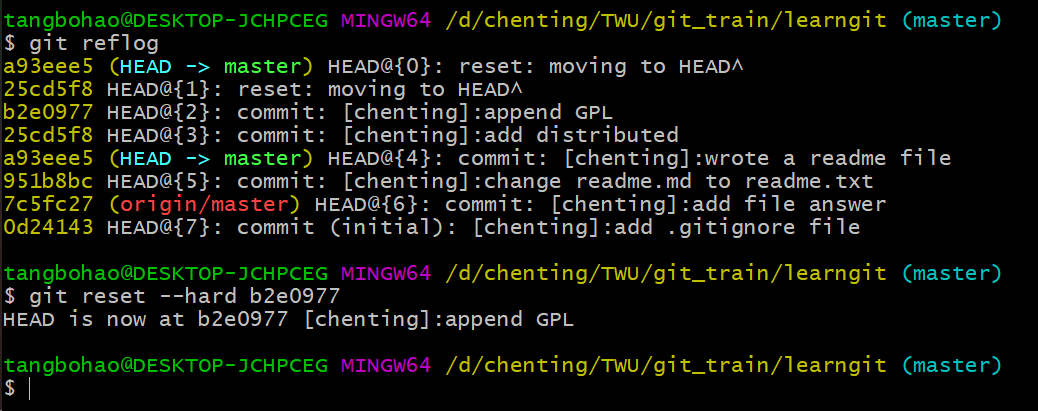 tangbohao@DESKTOP-JCHPCEG MINGW64 /d/chenting/TWU/git_train/learngit (master)
$ git reflog
a93eee5 (HEAD -> master) HEAD@{0}: reset: moving to HEAD^
25cd5f8 HEAD@{1}: reset: moving to HEAD^
b2e0977 HEAD@{2}: commit: [chenting]:append GPL
25cd5f8 HEAD@{3}: commit: [chenting]:add distributed
a93eee5 (HEAD -> master) HEAD@{4}: commit: [chenting]:wrote a readme file
951b8bc HEAD@{5}: commit: [chenting]:change readme.md to readme.txt
7c5fc27 (origin/master) HEAD@{6}: commit: [chenting]:add file answer
0d24143 HEAD@{7}: commit (initial): [chenting]:add .gitignore file
tangbohao@DESKTOP-JCHPCEG MINGW64 /d/chenting/TWU/git_train/learngit (master)
$ git reset --hard b2e0977
HEAD is now at b2e0977 [chenting]:append GPL
tangbohao@DESKTOP-JCHPCEG MINGW64 /d/chenting/TWU/git_train/learngit (master)
$